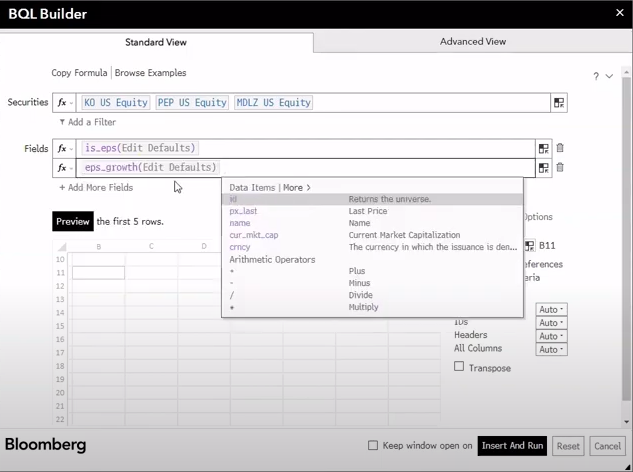 BQL Builder ×
Standard View Advanced View
Copy Formula | Browse Examples ?
Securities fx KO US Equity PEP US Equity MDLZ US Equity
Add a Filter
Fields fx is_eps(Edit Defaults)
fx eps_growth(Edit Defaults)
+ Add More Fields
Data Items | More >
id Returns the universe.
px_last Last Price
name Name
cur_mkt_cap Current Market Capitalization
crncy The currency in which the issuance is den...
Arithmetic Operators
+ Plus
- Minus
/ Divide
* Multiply
Preview the first 5 rows. Options
B C D
B11
10
11
12
13
14
15
16
17
18
19
20
21
22
ferences
eria
Auto
IDs Auto
Headers Auto
All Columns Auto
Transpose
Bloomberg Keep window open on Insert And Run Reset Cancel